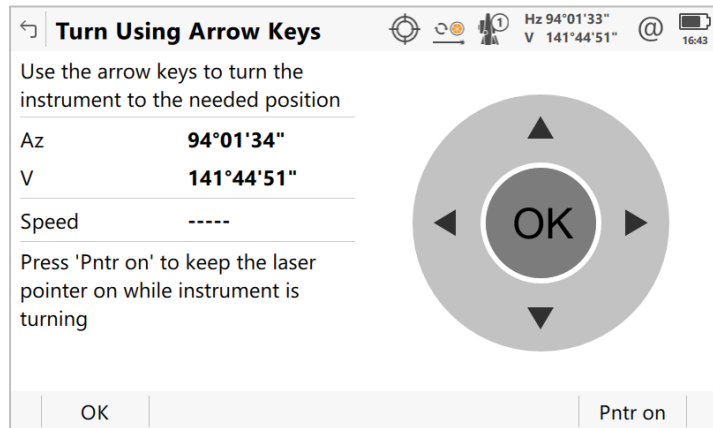 Turn Using Arrow Keys
1
Hz 94°01'33"
V 141°44'51"
@
16:43
Use the arrow keys to turn the
instrument to the needed position
Az 94°01'34"
V 141°44'51"
Speed -----
Press 'Pntr on' to keep the laser
pointer on while instrument is
turning
OK
OK
Pntr on